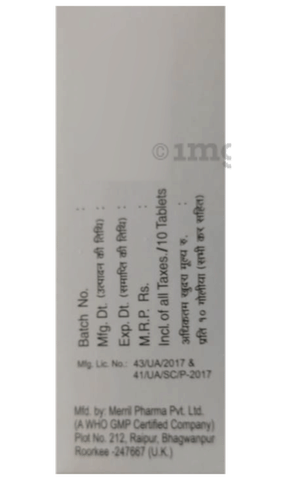 © 1mg
Batch No. :
Mfg. Dt. (उत्पादन की तिथि) :
Exp. Dt. (समाप्ति की तिथि) :
M.R.P. Rs. :
Incl. of all Taxes./10 Tablets
अधिकतम खुदरा मूल्य रु. :
प्रति १० गोलीयां (सभी कर सहित)
Mfg. Lic. No.: 43/UA/2017 &
41/UA/SC/P-2017
Mfd. by: Merril Pharma Pvt. Ltd.
(A WHO GMP Certified Company)
Plot No. 212, Raipur, Bhagwanpur
Roorkee -247667 (U.K.)